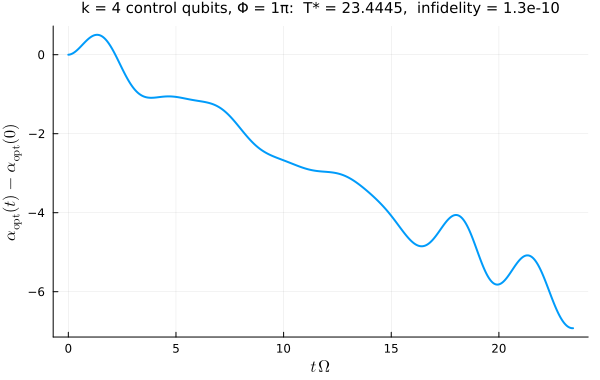 k = 4 control qubits, Φ = 1π: T* = 23.4445, infidelity = 1.3e-10
α_opt(t) − α_opt(0)
0
−2
−4
−6
0 5 10 15 20
t Ω